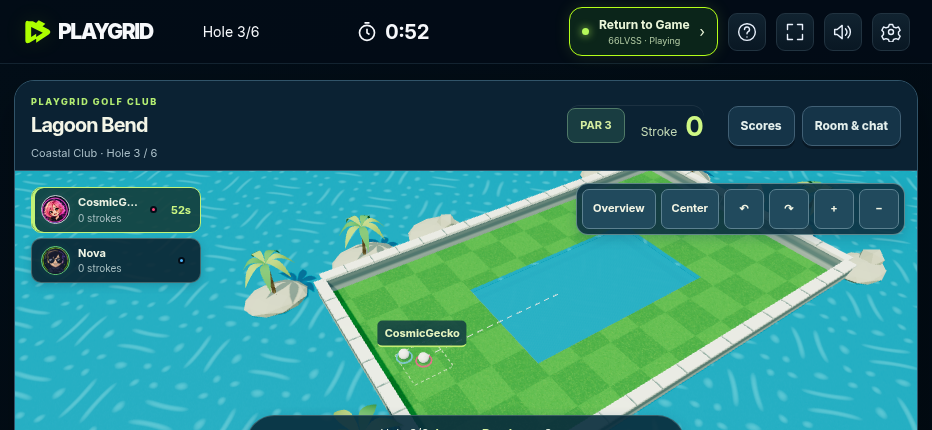 PLAYGRID
Hole 3/6
0:52
Return to Game
66LVSS · Playing
PLAYGRID GOLF CLUB
Lagoon Bend
Coastal Club · Hole 3 / 6
PAR 3
Stroke 0
Scores
Room & chat
CosmicG...
0 strokes
52s
Nova
0 strokes
Overview
Center
↶
↷
+
−
CosmicGecko